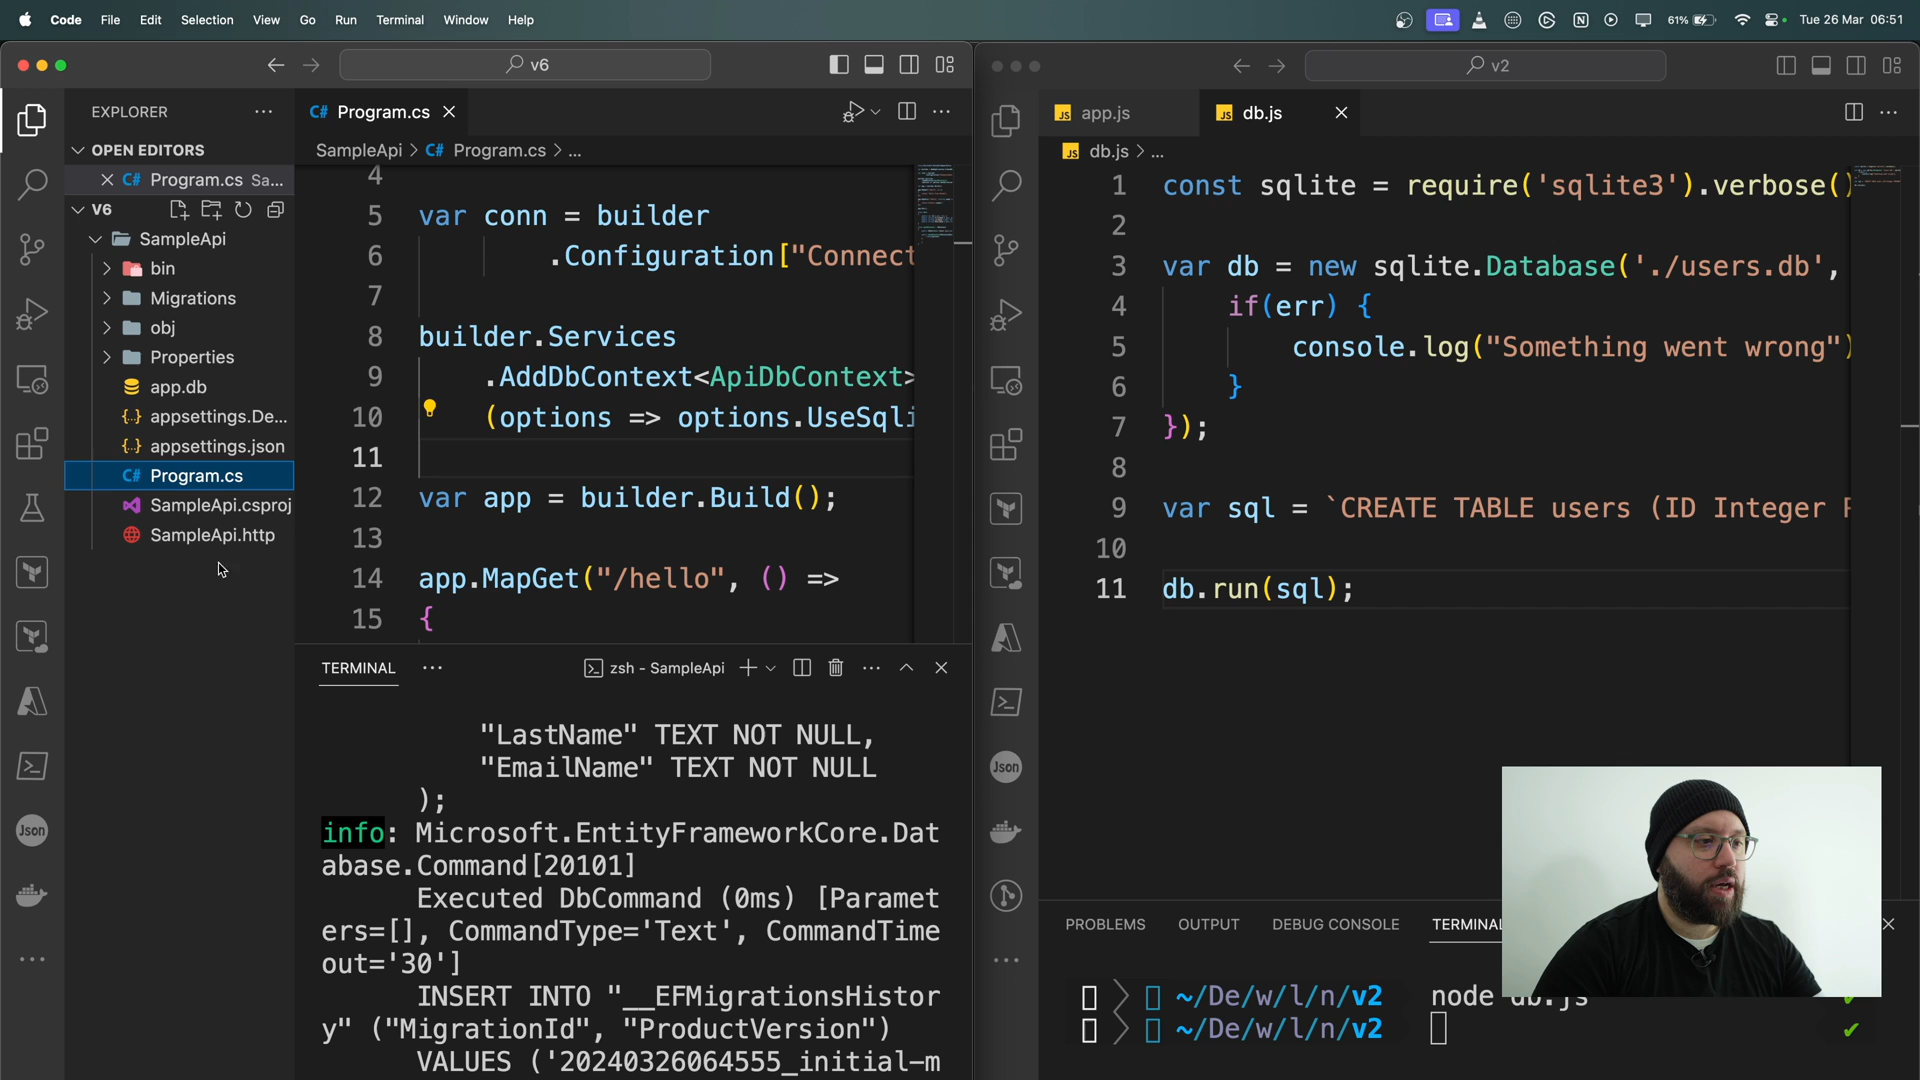 Code File Edit Selection View Go Run Terminal Window Help
61% Tue 26 Mar 06:51
v6
EXPLORER
OPEN EDITORS
C# Program.cs Sa...
V6
SampleApi
bin
Migrations
obj
Properties
app.db
{..} appsettings.De...
{..} appsettings.json
C# Program.cs
SampleApi.csproj
SampleApi.http
Json
C# Program.cs
SampleApi > C# Program.cs > ...
4
5 var conn = builder
6 .Configuration["Connect
7
8 builder.Services
9 .AddDbContext<ApiDbContext>
10 (options => options.UseSqli
11
12 var app = builder.Build();
13
14 app.MapGet("/hello", () =>
15 {
TERMINAL
zsh - SampleApi
"LastName" TEXT NOT NULL,
"EmailName" TEXT NOT NULL
);
info: Microsoft.EntityFrameworkCore.Dat
abase.Command[20101]
Executed DbCommand (0ms) [Paramet
ers=[], CommandType='Text', CommandTime
out='30']
INSERT INTO "__EFMigrationsHistor
y" ("MigrationId", "ProductVersion")
VALUES ('20240326064555_initial-m
v2
JS app.js
JS db.js
JS db.js > ...
Json
1 const sqlite = require('sqlite3').verbose()
2
3 var db = new sqlite.Database('./users.db',
4 if(err) {
5 console.log("Something went wrong")
6 }
7 });
8
9 var sql = `CREATE TABLE users (ID Integer P
10
11 db.run(sql);
PROBLEMS OUTPUT DEBUG CONSOLE TERMINAL
~/De/w/l/n/v2 node db.js
~/De/w/l/n/v2